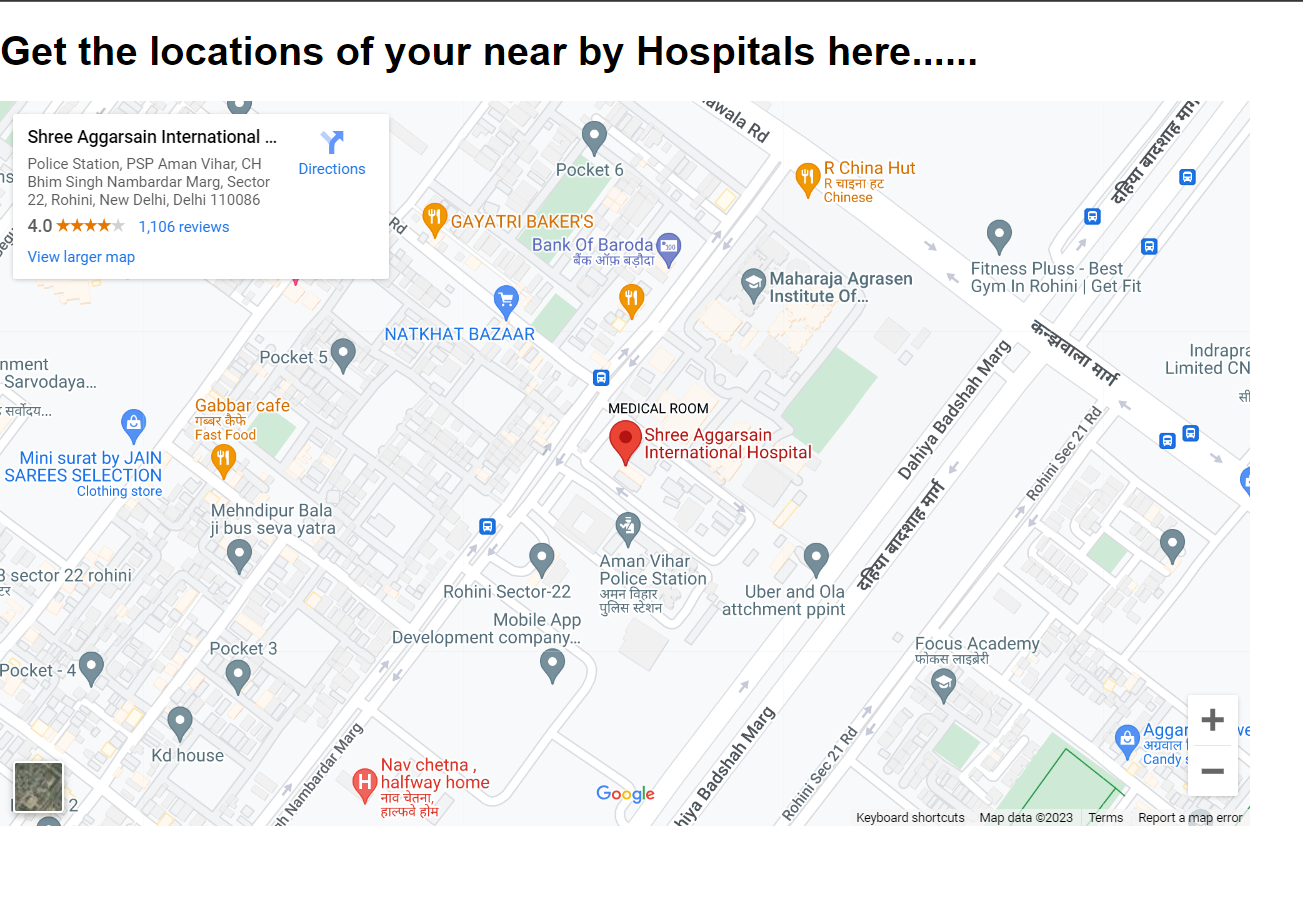 Get the locations of your near by Hospitals here......
Shree Aggarsain International ...
Police Station, PSP Aman Vihar, CH
Bhim Singh Nambardar Marg, Sector
22, Rohini, New Delhi, Delhi 110086
4.0
1,106 reviews
View larger map
Directions
Rd
awala Rd
Pocket 6
R China Hut
R चाइना हट
Chinese
दहिया बादशाह मार्ग
GAYATRI BAKER'S
Bank Of Baroda
बैंक ऑफ़ बड़ौदा
Maharaja Agrasen
Institute Of...
Fitness Pluss - Best
Gym In Rohini | Get Fit
NATKHAT BAZAAR
कन्झावाला मार्ग
Pocket 5
nment
Sarvodaya...
सर्वोदय...
Indrapra
Limited CN
सी
Gabbar cafe
गब्बर कैफे
Fast Food
MEDICAL ROOM
Shree Aggarsain
International Hospital
Dahiya Badshah Marg
Rohini Sec 21 Rd
Mini surat by JAIN
SAREES SELECTION
Clothing store
Mehndipur Bala
ji bus seva yatra
दहिया बादशाह मार्ग
Aman Vihar
Police Station
अमन विहार
पुलिस स्टेशन
B sector 22 rohini
टर
Rohini Sector-22
Uber and Ola
attchment ppint
Mobile App
Development company...
Pocket 3
Focus Academy
फोकस लाइब्रेरी
Pocket - 4
Kd house
gh Nambardar Marg
hiya Badshah Marg
Rohini Sec 21 Rd
Aggar
we
अग्रवाल
Candy s
Nav chetna ,
halfway home
नाव चेतना,
हाल्फवे होम
2
Google
Keyboard shortcuts
Map data ©2023
Terms
Report a map error